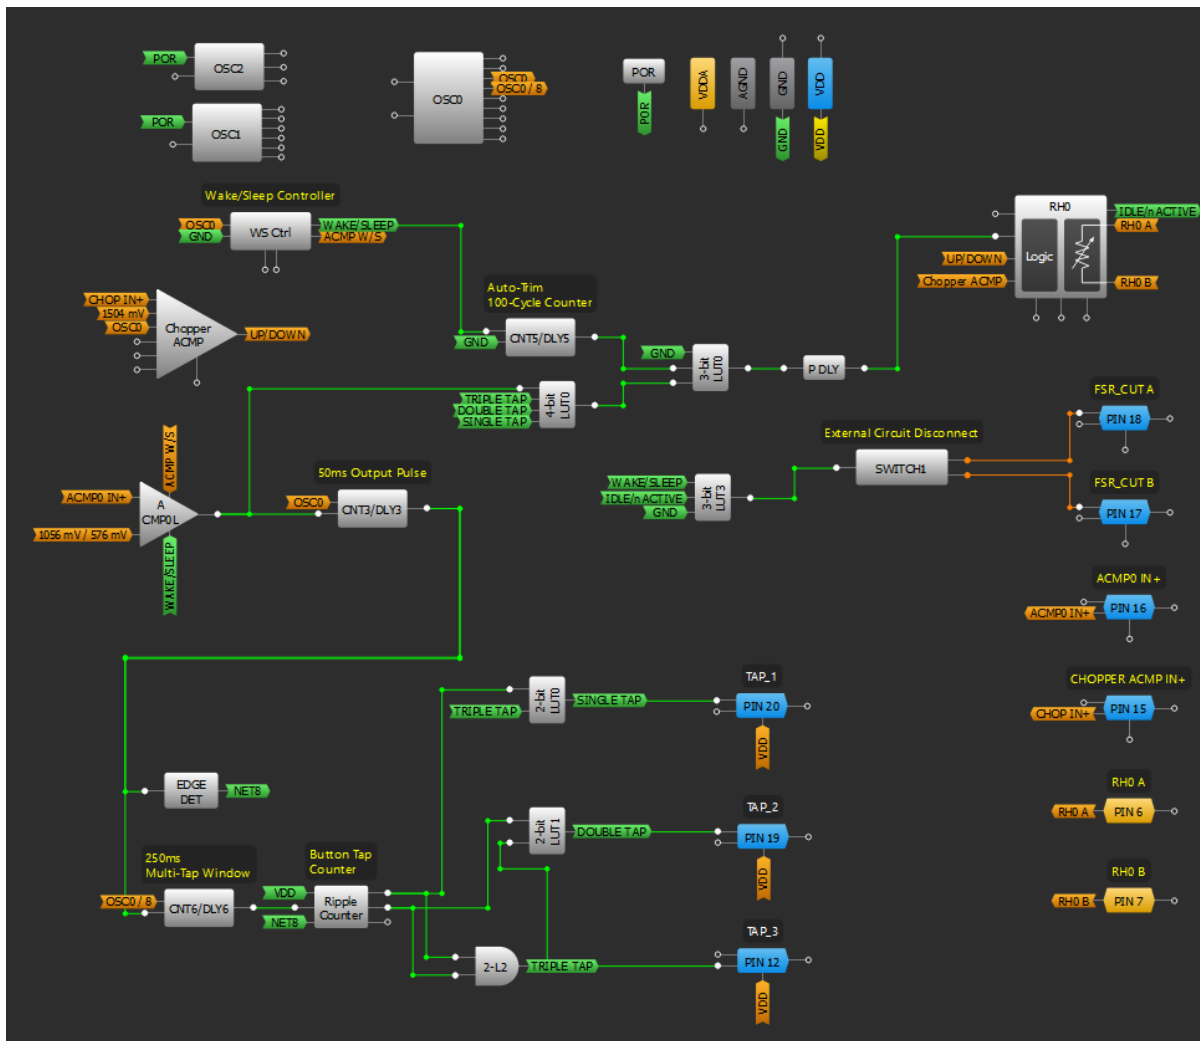 POR
OSC2
POR
OSC1
OSC0
OSC0
OSC0 / 8
POR
POR
VDDA
AGND
GND
GND
VDD
VDD
Wake/Sleep Controller
OSC0
GND
WS Ctrl
WAKE/SLEEP
ACMP W/S
RH0
Logic
IDLE/nACTIVE
RH0 A
UP/DOWN
Chopper ACMP
RH0 B
CHOP IN+
1504 mV
OSC0
Chopper
ACMP
UP/DOWN
Auto-Trim
100-Cycle Counter
GND
CNT5/DLY5
GND
3-bit
LUT0
P DLY
TRIPLE TAP
DOUBLE TAP
SINGLE TAP
4-bit
LUT0
FSR_CUT A
PIN 18
External Circuit Disconnect
SWITCH1
FSR_CUT B
PIN 17
ACMP W/S
ACMP0 IN+
A
CMP0L
1056 mV / 576 mV
WAKE/SLEEP
50ms Output Pulse
OSC0
CNT3/DLY3
WAKE/SLEEP
IDLE/nACTIVE
GND
3-bit
LUT3
ACMP0 IN+
ACMP0 IN+
PIN 16
CHOPPER ACMP IN+
CHOP IN+
PIN 15
TRIPLE TAP
2-bit
LUT0
SINGLE TAP
TAP_1
PIN 20
VDD
EDGE
DET
NET8
2-bit
LUT1
DOUBLE TAP
TAP_2
PIN 19
VDD
RH0 A
RH0 A
PIN 6
250ms
Multi-Tap Window
OSC0 / 8
CNT6/DLY6
Button Tap
Counter
VDD
NET8
Ripple
Counter
RH0 B
RH0 B
PIN 7
2-L2
TRIPLE TAP
TAP_3
PIN 12
VDD